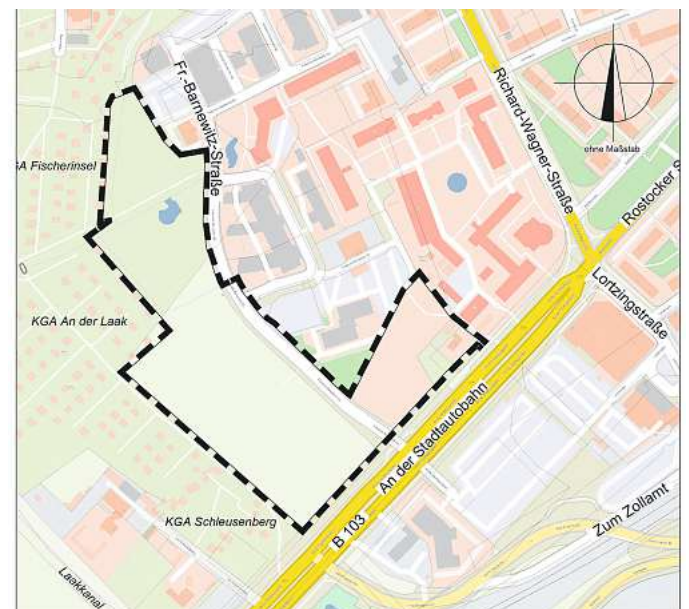 Fr.-Barnewitz-Straße
Richard-Wagner-Straße
ohne Maßstab
GA Fischerinsel
Rostocker S
Lortzingstraße
KGA An der Laak
An der Stadtautobahn
B 103
KGA Schleusenberg
Zum Zollamt
Laakkanal